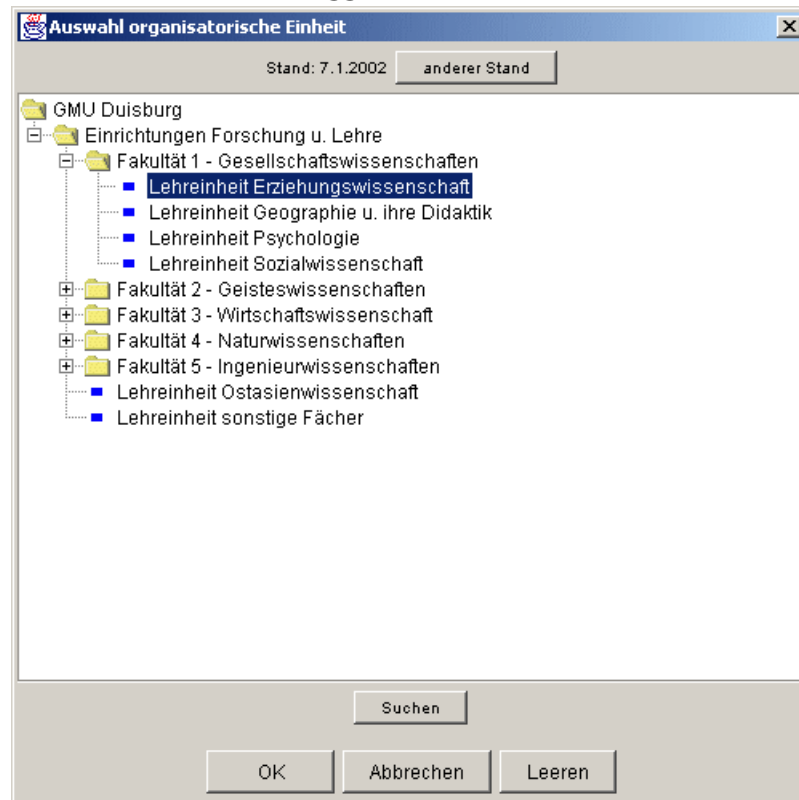 Auswahl organisatorische Einheit
Stand: 7.1.2002 anderer Stand
GMU Duisburg
Einrichtungen Forschung u. Lehre
Fakultät 1 - Gesellschaftswissenschaften
Lehreinheit Erziehungswissenschaft
Lehreinheit Geographie u. ihre Didaktik
Lehreinheit Psychologie
Lehreinheit Sozialwissenschaft
Fakultät 2 - Geisteswissenschaften
Fakultät 3 - Wirtschaftswissenschaft
Fakultät 4 - Naturwissenschaften
Fakultät 5 - Ingenieurwissenschaften
Lehreinheit Ostasienwissenschaft
Lehreinheit sonstige Fächer
Suchen
OK Abbrechen Leeren